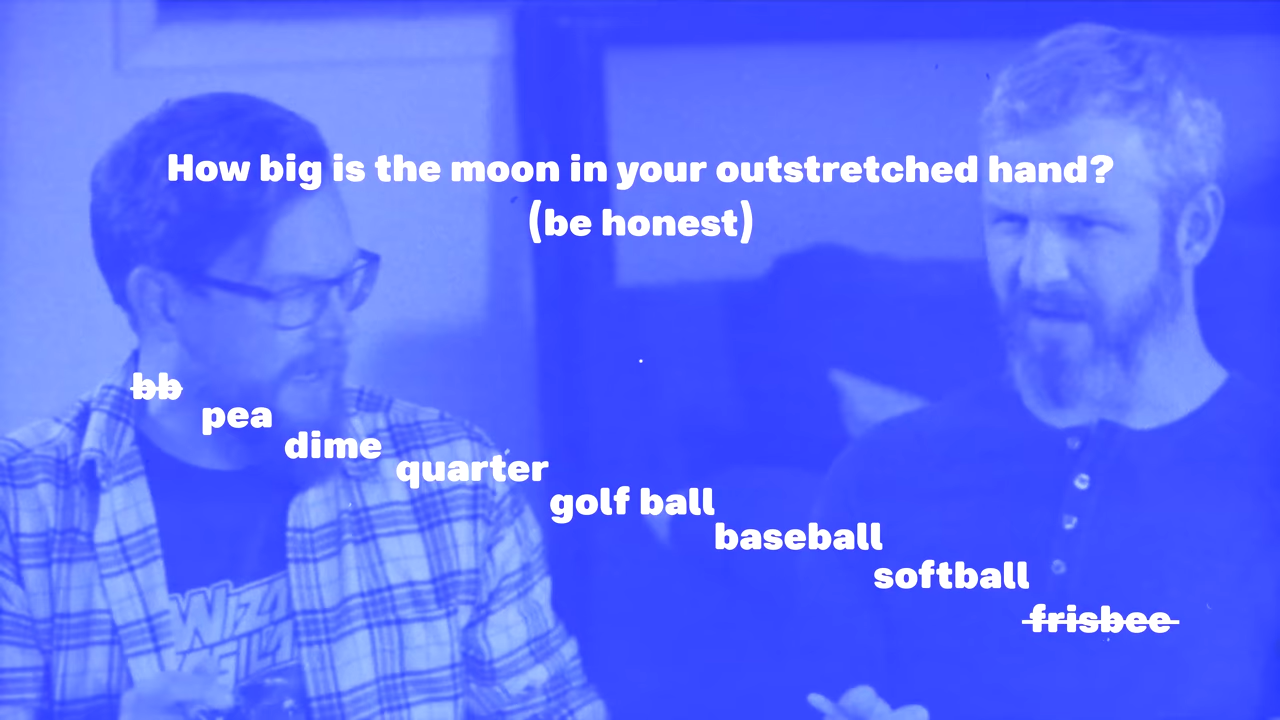 How big is the moon in your outstretched hand?
(be honest)
bb
pea
dime
quarter
golf ball
baseball
softball
frisbee